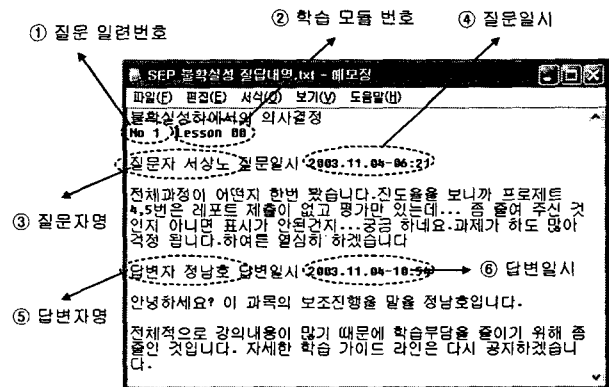 ② 학습 모듈 번호
④ 질문일시
① 질문 일련번호
SEP 불확실성 질답내역.txt - 메모장
파일(F) 편집(E) 서식(O) 보기(V) 도움말(H)
불확실성하에서의 의사결정
No 1 Lesson 00
질문자 서상노 질문일시 2003.11.04-06:21
③ 질문자명
전체과정이 어떤지 한번 봤습니다.진도율을 보니까 프로제트
4,5번은 레포트 제출이 없고 평가만 있는데... 좀 줄여 주신 것
인지 아니면 표시가 안된건지...궁금 하네요.과제가 하도 많아
걱정 됩니다.하여튼 열심히 하겠습니다
답변자 정남호 답변일시 2003.11.04-10:54
⑥ 답변일시
⑤ 답변자명
안녕하세요? 이 과목의 보조진행을 맡을 정남호입니다.
전체적으로 강의내용이 많기 때문에 학습부담을 줄이기 위해 좀
줄인 것입니다. 자세한 학습 가이드 라인은 다시 공지하겠습니
다.